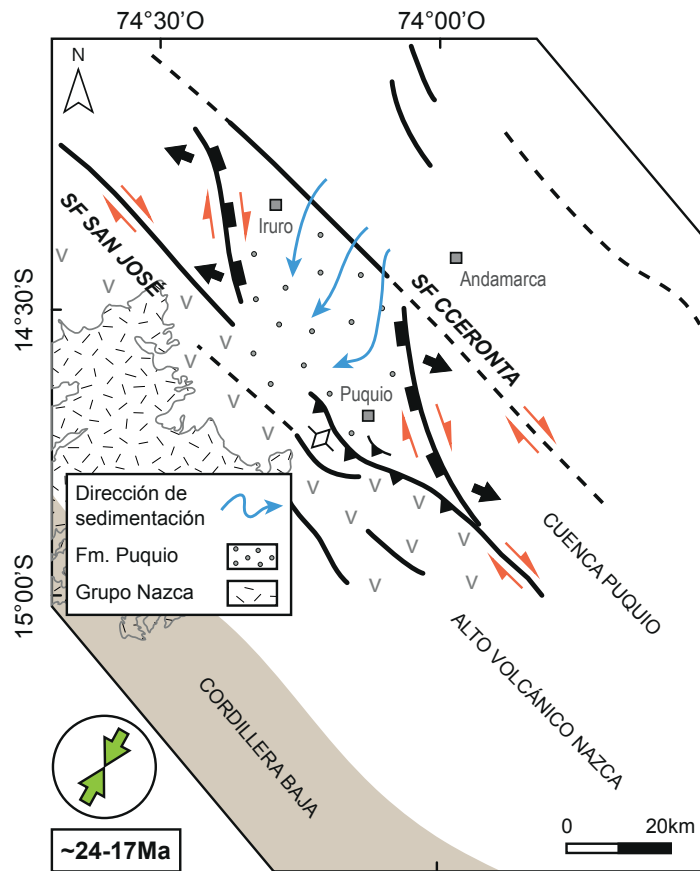 74°30'O
74°00'O
N
Iruro
SF SAN JOSÉ
Andamarca
14°30'S
SF CCERONTA
Puquio
V V V V V V V V V V V V V V V V V V
Dirección de
sedimentación
Fm. Puquio
Grupo Nazca
15°00'S
CUENCA PUQUIO
ALTO VOLCÁNICO NAZCA
CORDILLERA BAJA
~24-17Ma
0 20km